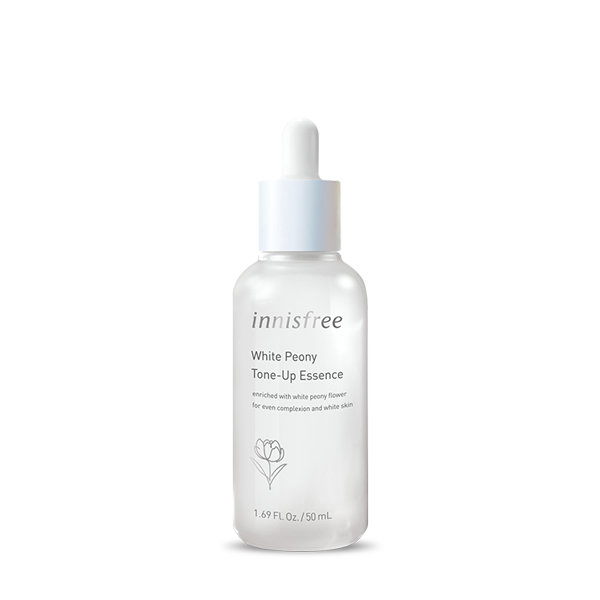 innisfree
White Peony
Tone-Up Essence
enriched with white peony flower
for even complexion and white skin
1.69 Fl. Oz. / 50 mL